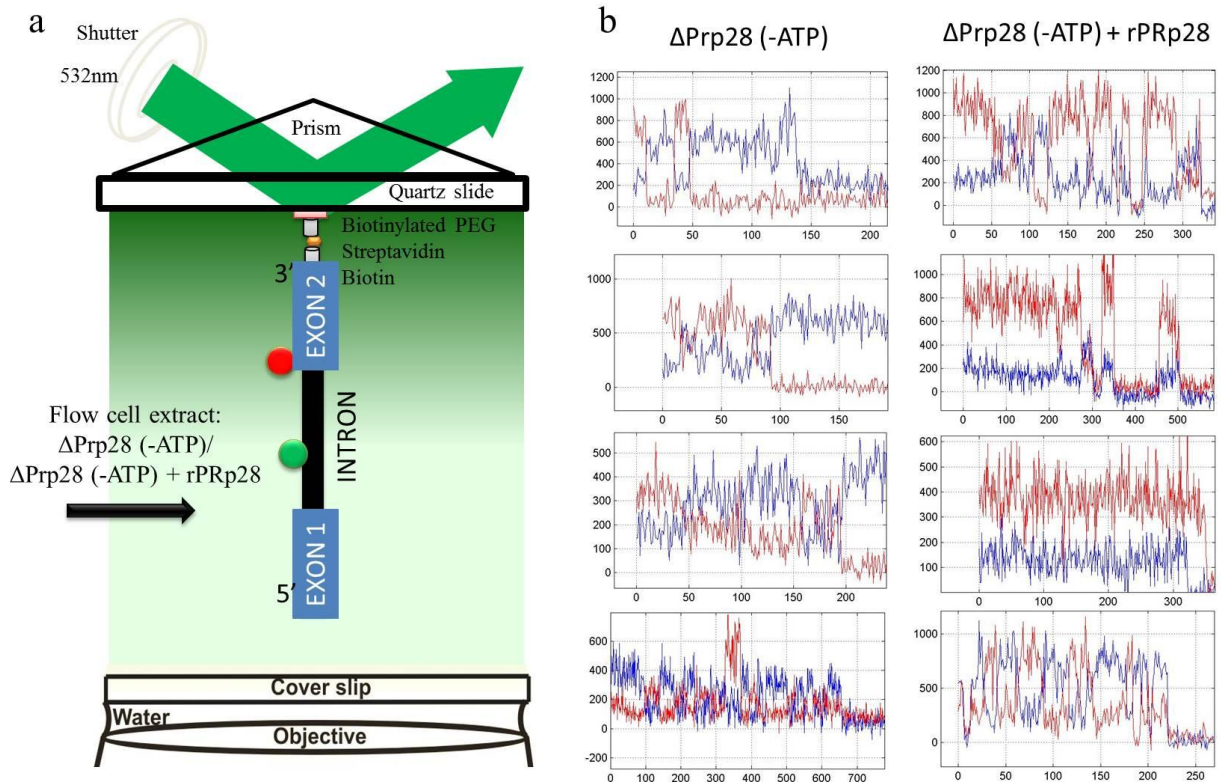 a
Shutter
532nm
Prism
Quartz slide
Biotinylated PEG
Streptavidin
Biotin
3’
EXON 2
INTRON
Flow cell extract:
ΔPrp28 (-ATP)/
ΔPrp28 (-ATP) + rPRp28
EXON 1
5’
Cover slip
Water
Objective
b
ΔPrp28 (-ATP)
1200
1000
800
600
400
200
0
0 50 100 150 200
1000
500
0
0 50 100 150
500
400
300
200
100
0
0 50 100 150 200
600
400
200
0
-200
0 100 200 300 400 500 600 700
ΔPrp28 (-ATP) + rPRp28
1200
1000
800
600
400
200
0
0 50 100 150 200 250 300
1000
800
600
400
200
0
0 100 200 300 400 500
600
500
400
300
200
100
0
0 100 200 300
1000
500
0
0 50 100 150 200 250